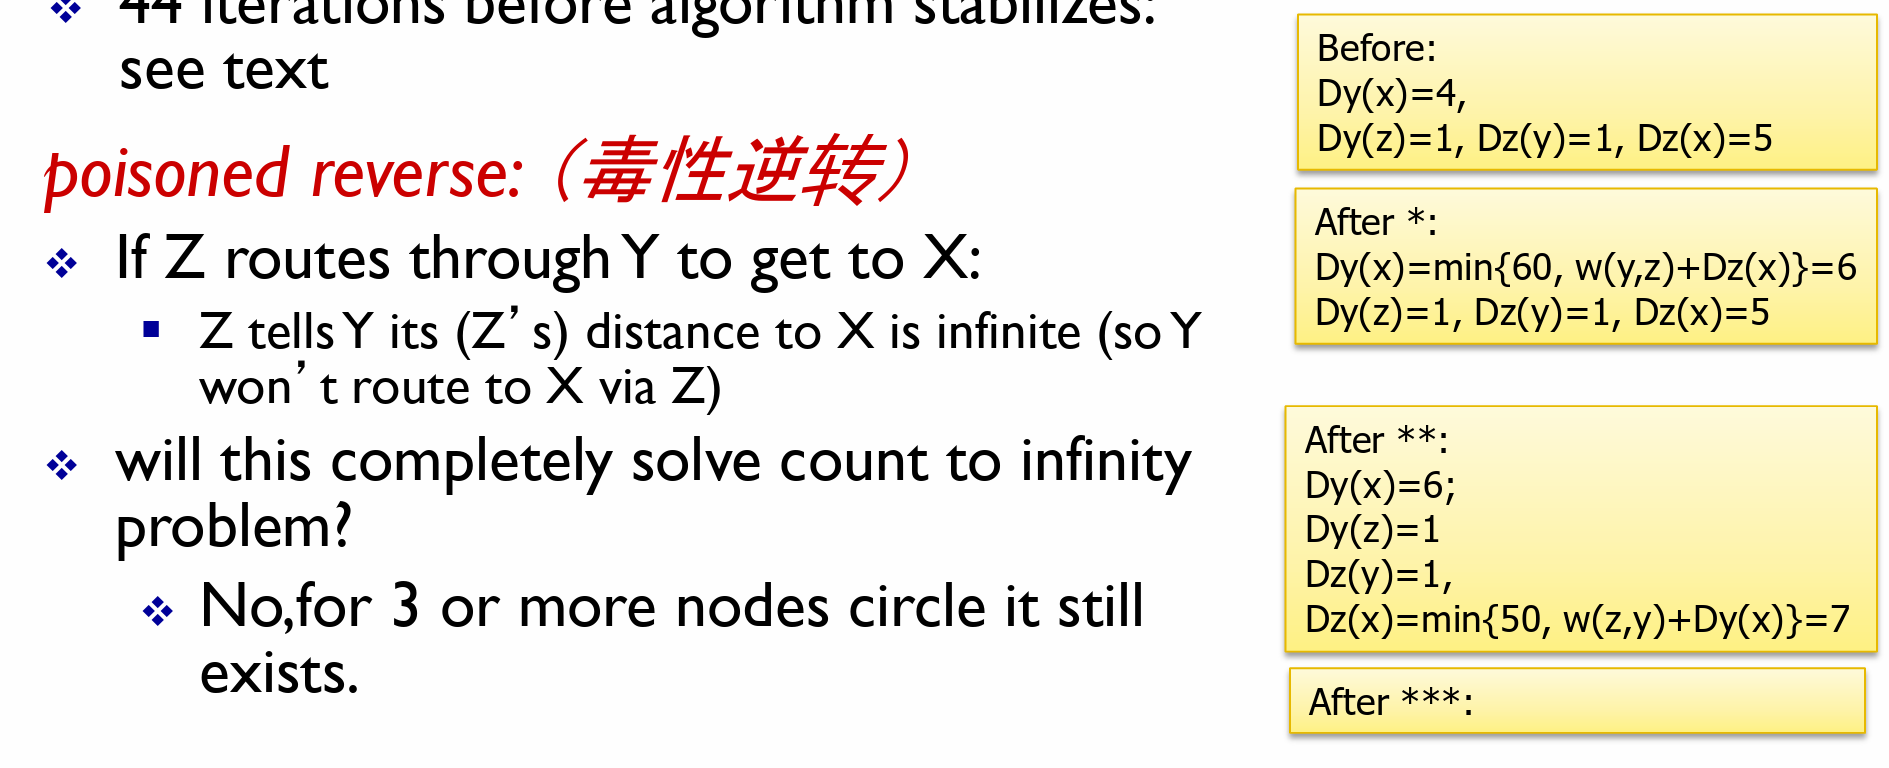 44 iterations before algorithm stabilizes:
see text
poisoned reverse:（毒性逆转）
If Z routes through Y to get to X:
Z tells Y its (Z’s) distance to X is infinite (so Y
won’t route to X via Z)
will this completely solve count to infinity
problem?
No,for 3 or more nodes circle it still
exists.
Before:
Dy(x)=4,
Dy(z)=1, Dz(y)=1, Dz(x)=5
After *:
Dy(x)=min{60, w(y,z)+Dz(x)}=6
Dy(z)=1, Dz(y)=1, Dz(x)=5
After **:
Dy(x)=6;
Dy(z)=1
Dz(y)=1,
Dz(x)=min{50, w(z,y)+Dy(x)}=7
After ***: